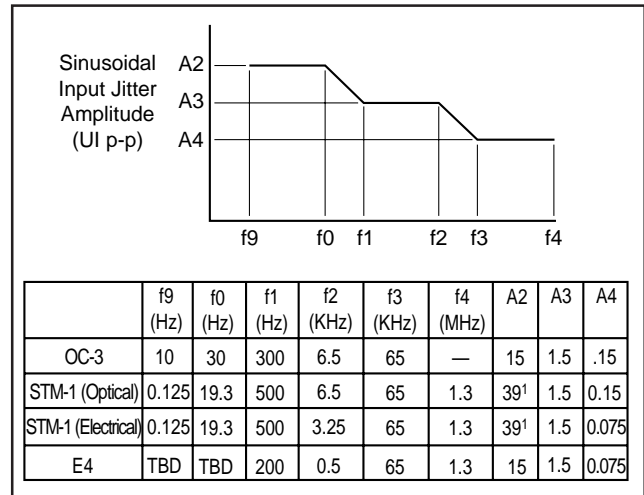 Sinusoidal
Input Jitter
Amplitude
(UI p-p)
A2
A3
A4
f9 f0 f1 f2 f3 f4
f9 (Hz) f0 (Hz) f1 (Hz) f2 (KHz) f3 (KHz) f4 (MHz) A2 A3 A4
OC-3 10 30 300 6.5 65 — 15 1.5 .15
STM-1 (Optical) 0.125 19.3 500 6.5 65 1.3 39¹ 1.5 0.15
STM-1 (Electrical) 0.125 19.3 500 3.25 65 1.3 39¹ 1.5 0.075
E4 TBD TBD 200 0.5 65 1.3 15 1.5 0.075